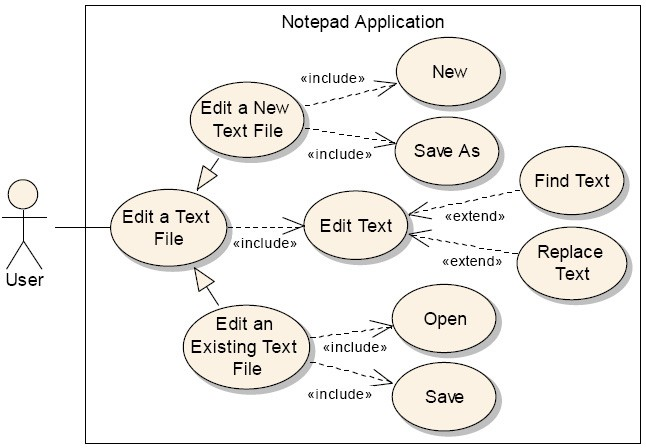 Notepad Application
New
«include»
Edit a New
Text File
Save As
«include»
Find Text
Edit a Text
File
Edit Text
«include»
«extend»
Replace
Text
«extend»
User
Edit an
Existing Text
File
Open
«include»
Save
«include»